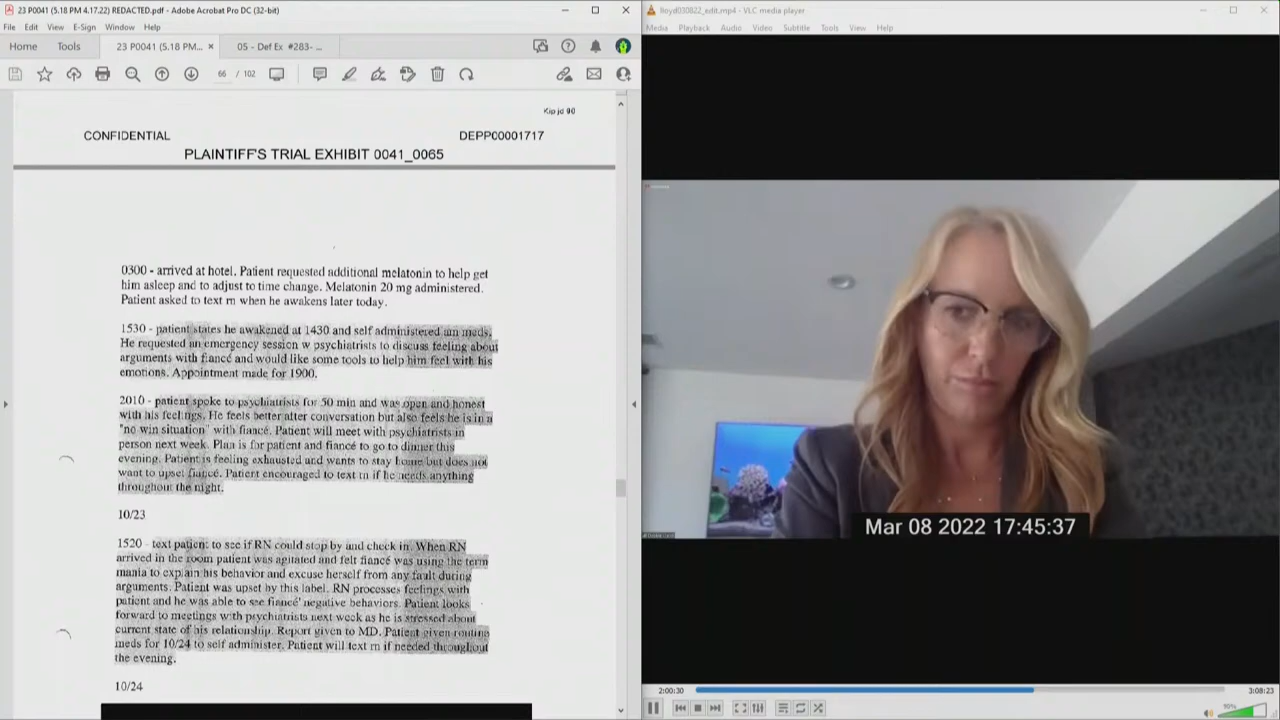 23 P0041 (5.18 PM 4.17.22) REDACTED.pdf - Adobe Acrobat Pro DC (32-bit)
File Edit View E-Sign Window Help
Home Tools 23 P0041 (5.18 PM... × 05 - Def Ex #283- ...
66 / 102
CONFIDENTIAL DEPP00001717
PLAINTIFF'S TRIAL EXHIBIT 0041_0065
0300 - arrived at hotel. Patient requested additional melatonin to help get
him asleep and to adjust to time change. Melatonin 20 mg administered.
Patient asked to text rn when he awakens later today.
1530 - patient states he awakened at 1430 and self administered am meds.
He requested an emergency session w psychiatrists to discuss feeling about
arguments with fiancé and would like some tools to help him feel with his
emotions. Appointment made for 1900.
2010 - patient spoke to psychiatrists for 50 min and was open and honest
with his feelings. He feels better after conversation but also feels he is in a
"no win situation" with fiancé. Patient will meet with psychiatrists in
person next week. Plan is for patient and fiancé to go to dinner this
evening. Patient is feeling exhausted and wants to stay home but does not
want to upset fiancé. Patient encouraged to text rn if he needs anything
throughout the night.
10/23
1520 - text patient to see if RN could stop by and check in. When RN
arrived in the room patient was agitated and felt fiancé was using the term
mania to explain his behavior and excuse herself from any fault during
arguments. Patient was upset by this label. RN processes feelings with
patient and he was able to see fiancé' negative behaviors. Patient looks
forward to meetings with psychiatrists next week as he is stressed about
current state of his relationship. Report given to MD. Patient given routine
meds for 10/24 to self administer. Patient will text rn if needed throughout
the evening.
10/24
lloyd030822_edit.mp4 - VLC media player
Media Playback Audio Video Subtitle Tools View Help
Mar 08 2022 17:45:37
2:00:30 3:08:23
90%